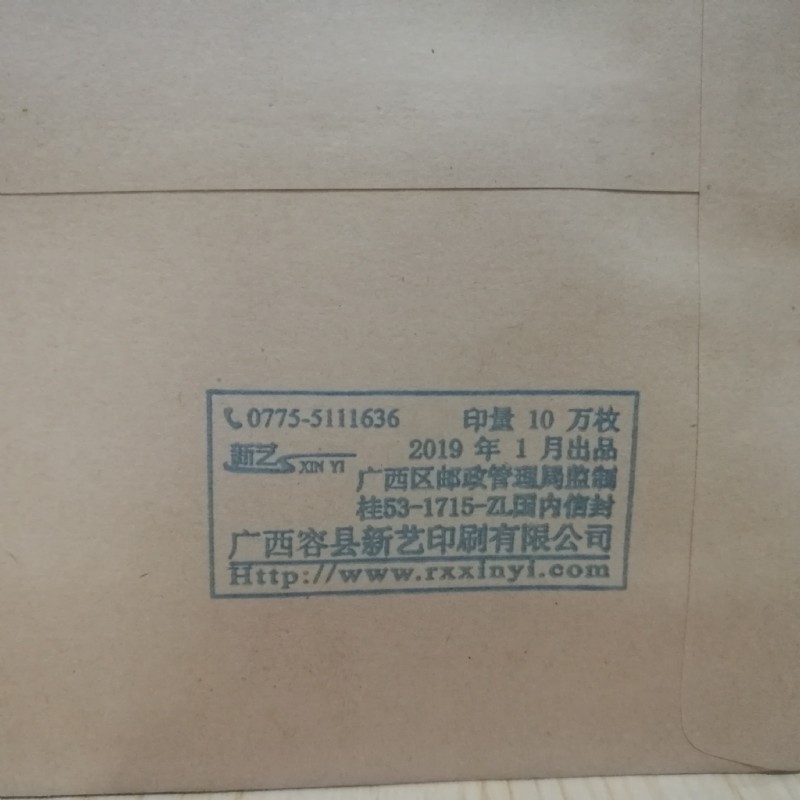 0775-5111636 印量 10 万枚
新艺 XIN YI 2019 年 1 月出品
广西区邮政管理局监制
桂53-1715-ZL国内信封
广西容县新艺印刷有限公司
Http://www.rxxinyi.com